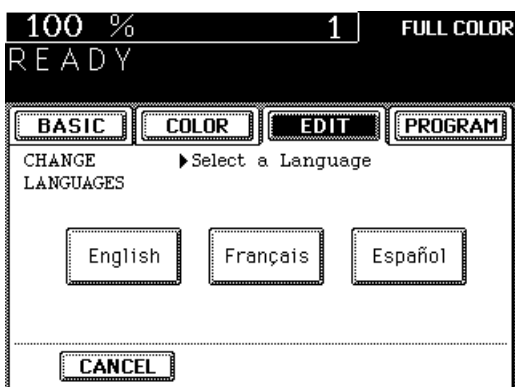 100 % 1 FULL COLOR
READY
BASIC COLOR EDIT PROGRAM
CHANGE ▶Select a Language
LANGUAGES
English Français Español
CANCEL